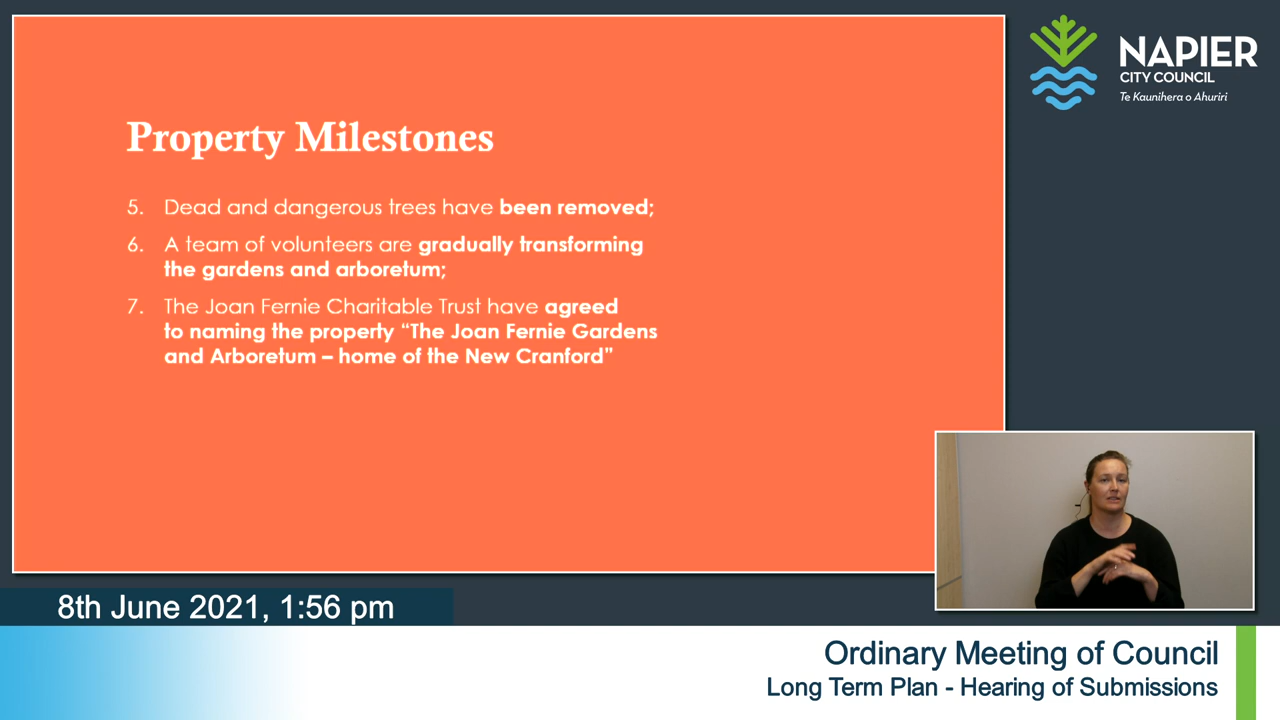 NAPIER
CITY COUNCIL
Te Kaunihera o Ahuriri
Property Milestones
5. Dead and dangerous trees have been removed;
6. A team of volunteers are gradually transforming
the gardens and arboretum;
7. The Joan Fernie Charitable Trust have agreed
to naming the property “The Joan Fernie Gardens
and Arboretum – home of the New Cranford”
8th June 2021, 1:56 pm
Ordinary Meeting of Council
Long Term Plan - Hearing of Submissions